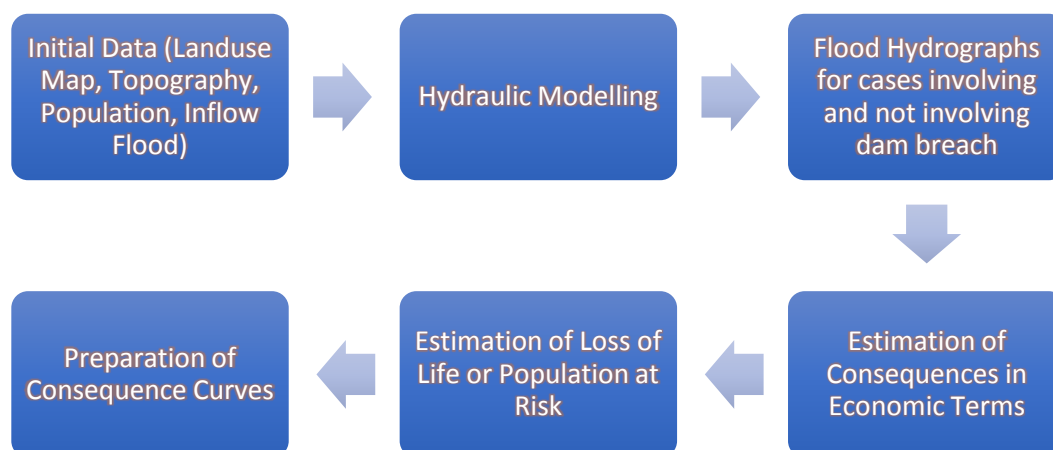 Initial Data (Landuse
Map, Topography,
Population, Inflow
Flood)
Hydraulic Modelling
Flood Hydrographs
for cases involving
and not involving
dam breach
Estimation of
Consequences in
Economic Terms
Estimation of Loss of
Life or Population at
Risk
Preparation of
Consequence Curves